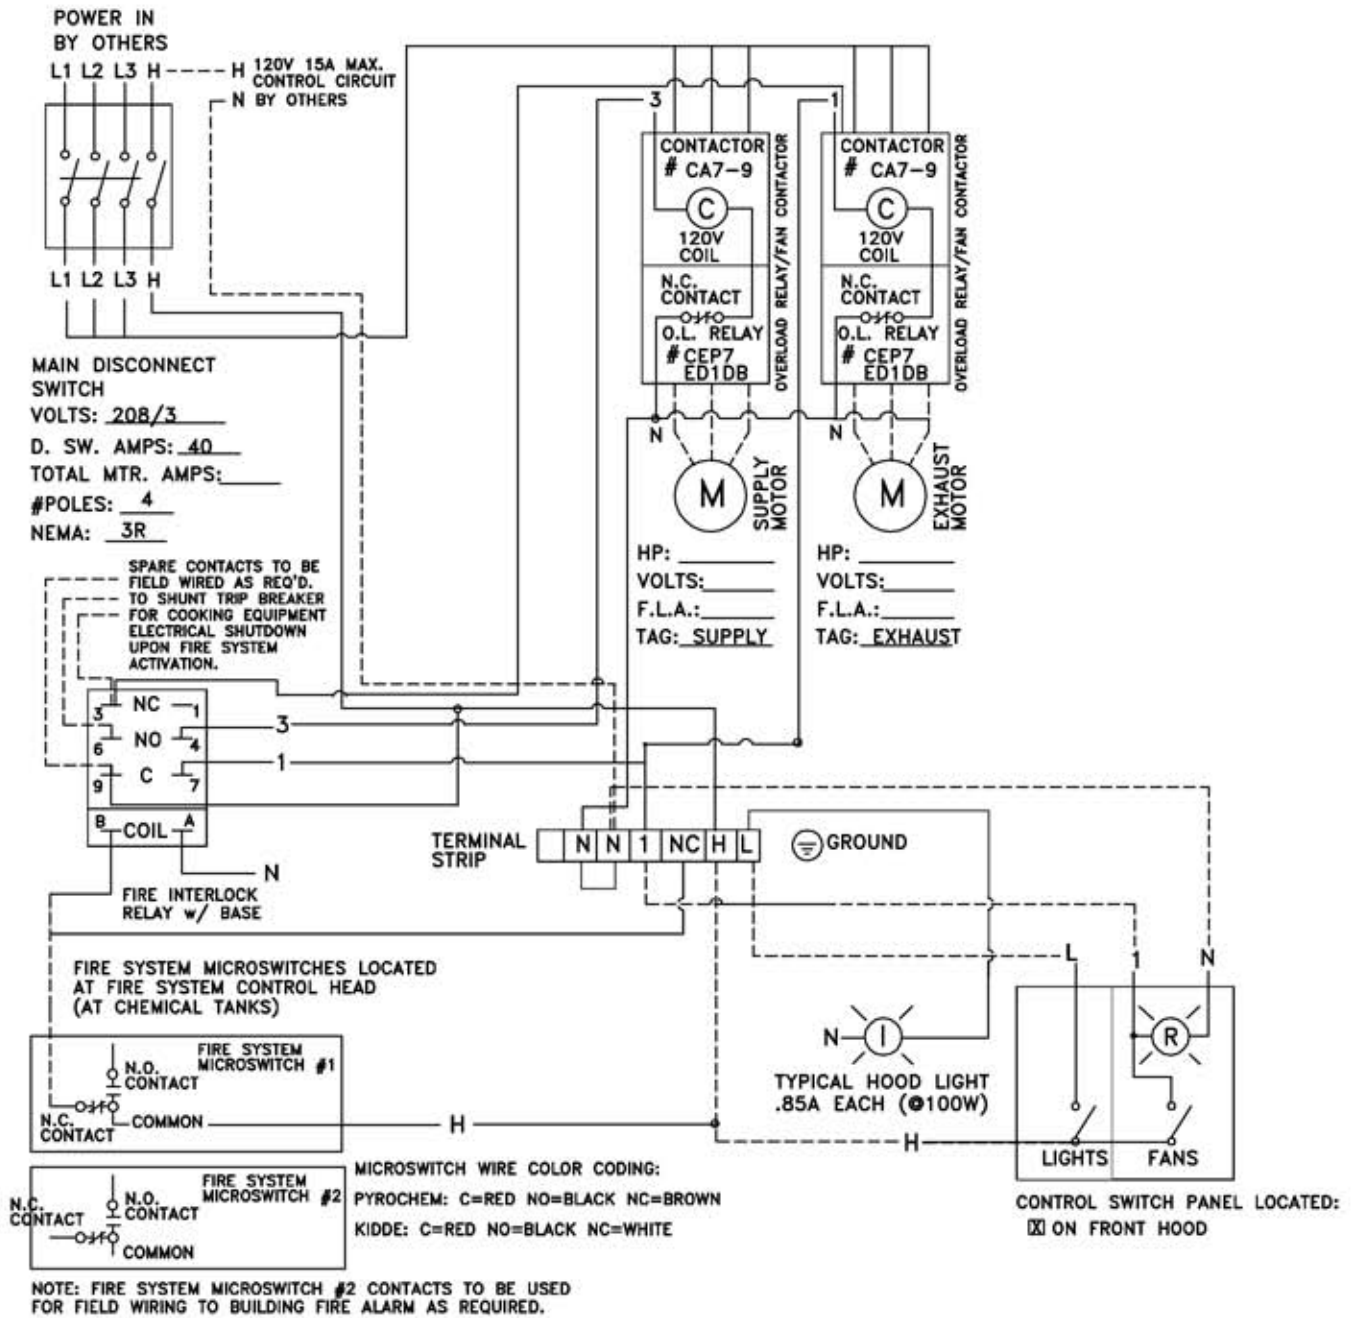 POWER IN
BY OTHERS
L1 L2 L3 H
H 120V 15A MAX.
CONTROL CIRCUIT
N BY OTHERS
L1 L2 L3 H
MAIN DISCONNECT
SWITCH
VOLTS: 208/3
D. SW. AMPS: 40
TOTAL MTR. AMPS:
#POLES: 4
NEMA: 3R
3
CONTACTOR
# CA7-9
C
120V
COIL
N.C.
CONTACT
O.L. RELAY
# CEP7
ED1DB
OVERLOAD RELAY/FAN CONTACTOR
N
M
SUPPLY
MOTOR
HP:
VOLTS:
F.L.A.:
TAG: SUPPLY
1
CONTACTOR
# CA7-9
C
120V
COIL
N.C.
CONTACT
O.L. RELAY
# CEP7
ED1DB
OVERLOAD RELAY/FAN CONTACTOR
N
M
EXHAUST
MOTOR
HP:
VOLTS:
F.L.A.:
TAG: EXHAUST
SPARE CONTACTS TO BE
FIELD WIRED AS REQ'D.
TO SHUNT TRIP BREAKER
FOR COOKING EQUIPMENT
ELECTRICAL SHUTDOWN
UPON FIRE SYSTEM
ACTIVATION.
3 NC 1
6 NO 4
9 C 7
B COIL A
3
1
N
FIRE INTERLOCK
RELAY w/ BASE
TERMINAL
STRIP
N N 1 NC H L
GROUND
FIRE SYSTEM MICROSWITCHES LOCATED
AT FIRE SYSTEM CONTROL HEAD
(AT CHEMICAL TANKS)
FIRE SYSTEM
MICROSWITCH #1
N.O.
CONTACT
N.C.
CONTACT
COMMON
H
FIRE SYSTEM
MICROSWITCH #2
N.O.
CONTACT
N.C.
CONTACT
COMMON
MICROSWITCH WIRE COLOR CODING:
PYROCHEM: C=RED NO=BLACK NC=BROWN
KIDDE: C=RED NO=BLACK NC=WHITE
NOTE: FIRE SYSTEM MICROSWITCH #2 CONTACTS TO BE USED
FOR FIELD WIRING TO BUILDING FIRE ALARM AS REQUIRED.
N I
TYPICAL HOOD LIGHT
.85A EACH (@100W)
L 1 N
R
H
LIGHTS FANS
CONTROL SWITCH PANEL LOCATED:
☒ ON FRONT HOOD